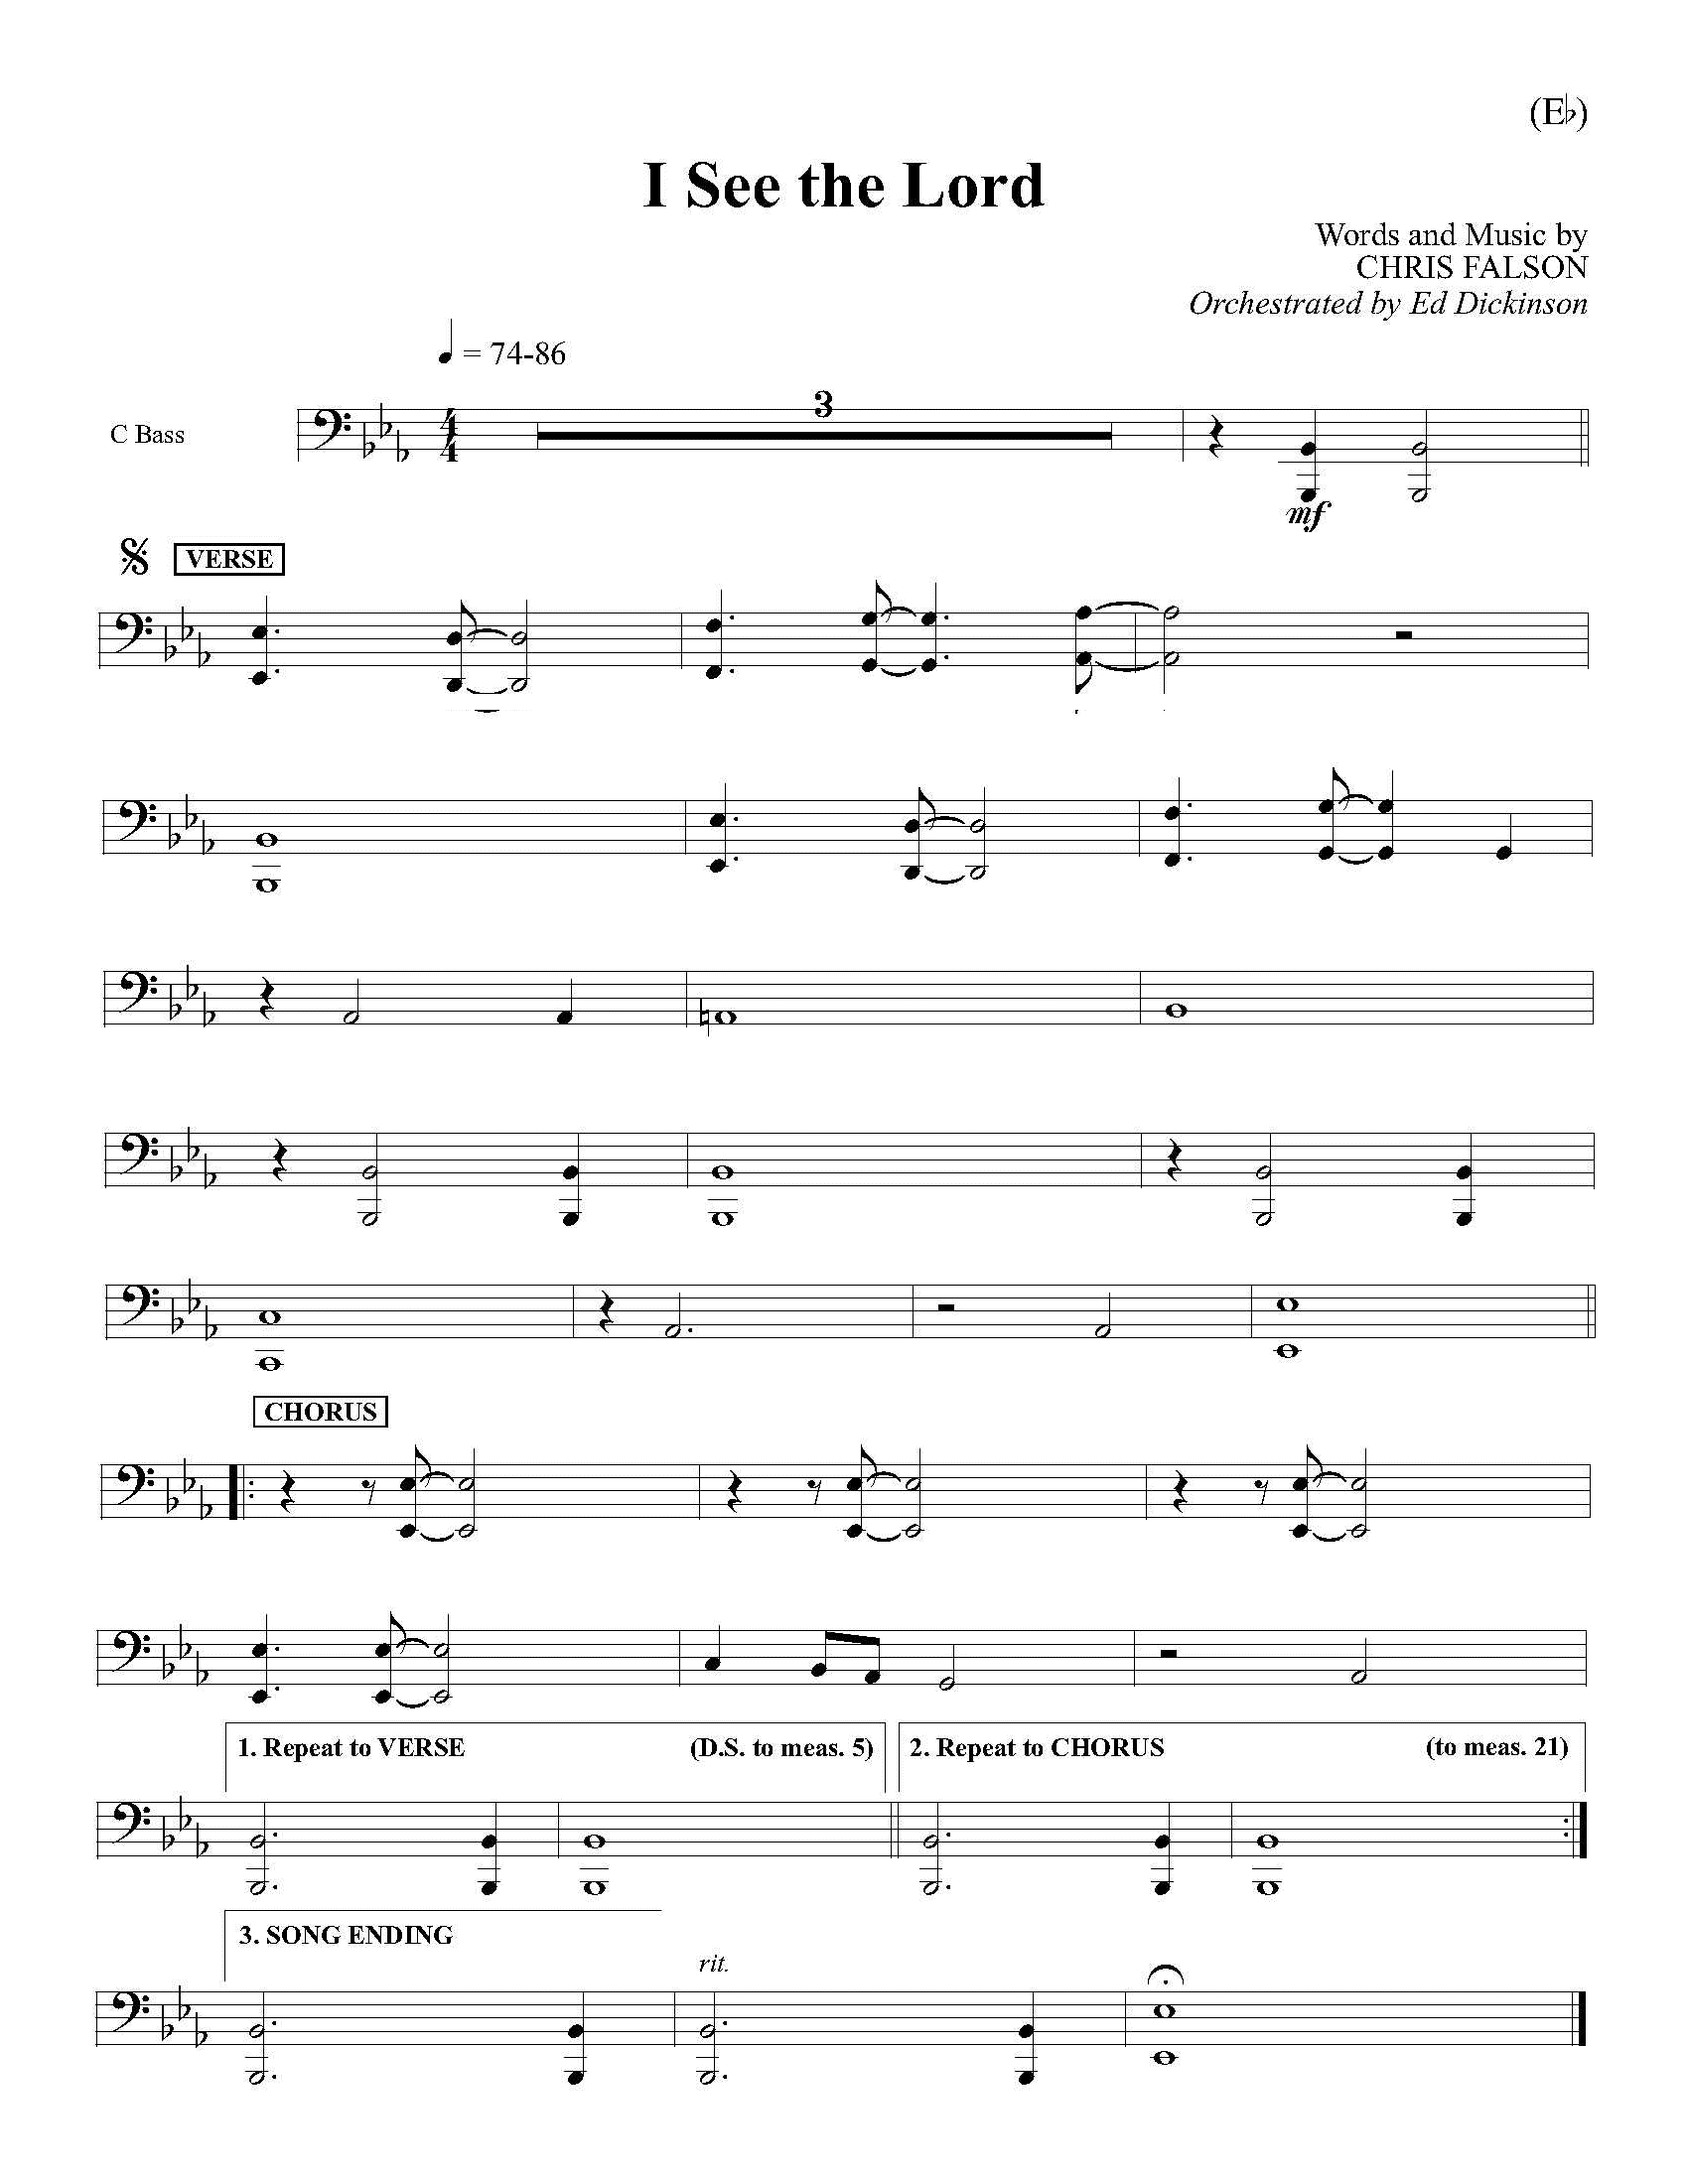 (E♭)
I See the Lord
Words and Music by
CHRIS FALSON
Orchestrated by Ed Dickinson
♩ = 74-86
C Bass
3
4
4
mf
VERSE
CHORUS
1. Repeat to VERSE (D.S. to meas. 5) 2. Repeat to CHORUS (to meas. 21)
3. SONG ENDING
rit.